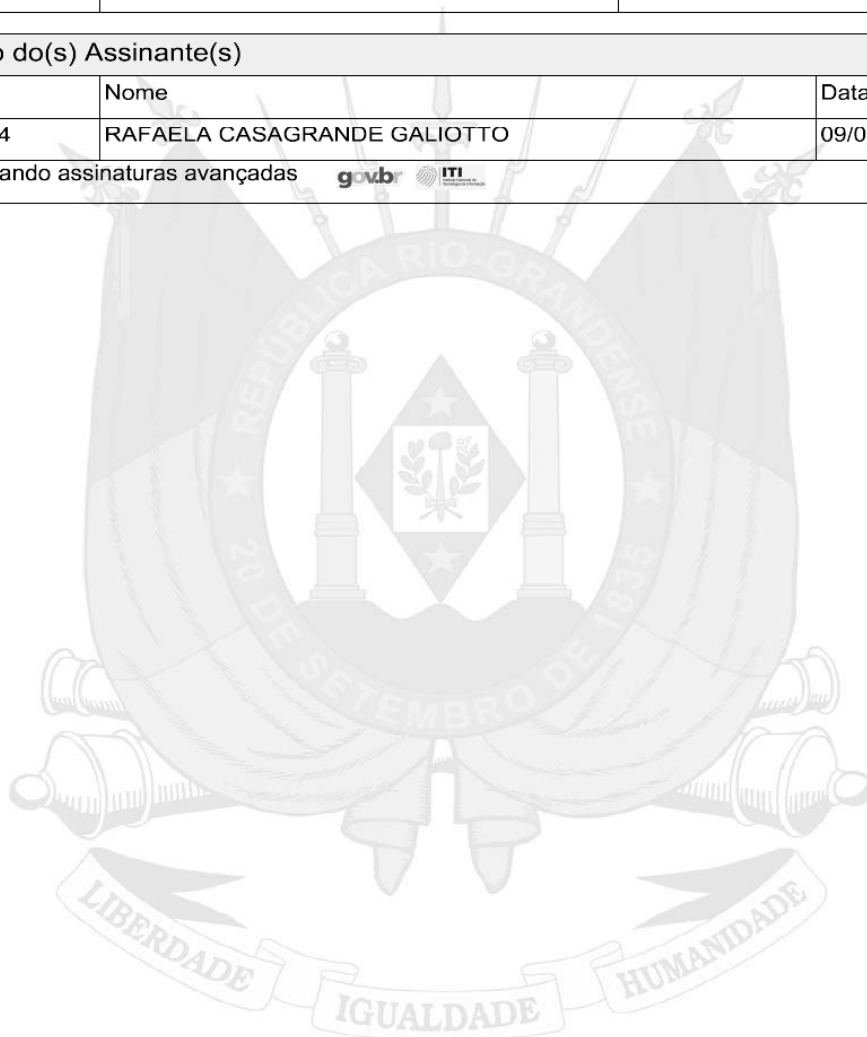 o do(s) Assinante(s)
Nome
Data
4
RAFAELA CASAGRANDE GALIOTTO
09/0
ando assinaturas avançadas
gov.br
ITI
REPÚBLICA RIO-GRANDENSE
20 DE SETEMBRO DE 1835
LIBERDADE
IGUALDADE
HUMANIDADE